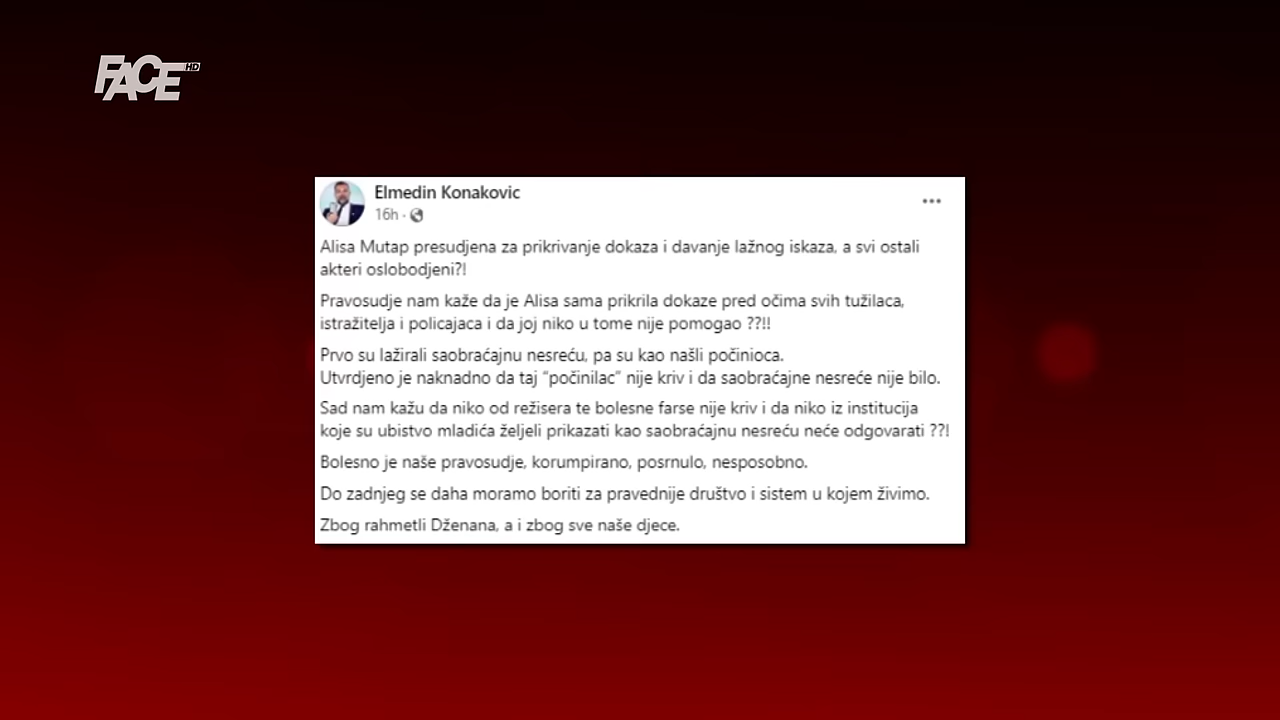 FACE HD
Elmedin Konakovic
16h ·
Alisa Mutap presudjena za prikrivanje dokaza i davanje lažnog iskaza, a svi ostali
akteri oslobodjeni?!
Pravosudje nam kaže da je Alisa sama prikrila dokaze pred očima svih tužilaca,
istražitelja i policajaca i da joj niko u tome nije pomogao ??!!
Prvo su lažirali saobraćajnu nesreću, pa su kao našli počinioca.
Utvrdjeno je naknadno da taj “počinilac” nije kriv i da saobraćajne nesreće nije bilo.
Sad nam kažu da niko od režisera te bolesne farse nije kriv i da niko iz institucija
koje su ubistvo mladića željeli prikazati kao saobraćajnu nesreću neće odgovarati ??!
Bolesno je naše pravosudje, korumpirano, posrnulo, nesposobno.
Do zadnjeg se daha moramo boriti za pravednije društvo i sistem u kojem živimo.
Zbog rahmetli Dženana, a i zbog sve naše djece.